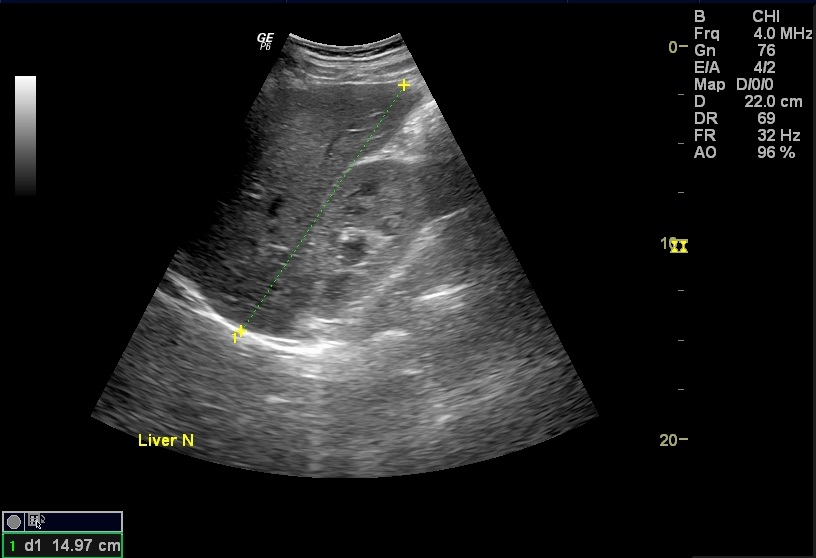 GE
P6
B CHI
Frq 4.0 MHz
Gn 76
E/A 4/2
Map D/0/0
D 22.0 cm
DR 69
FR 32 Hz
AO 96 %
0
10
20
1
Liver N
1 d1 14.97 cm